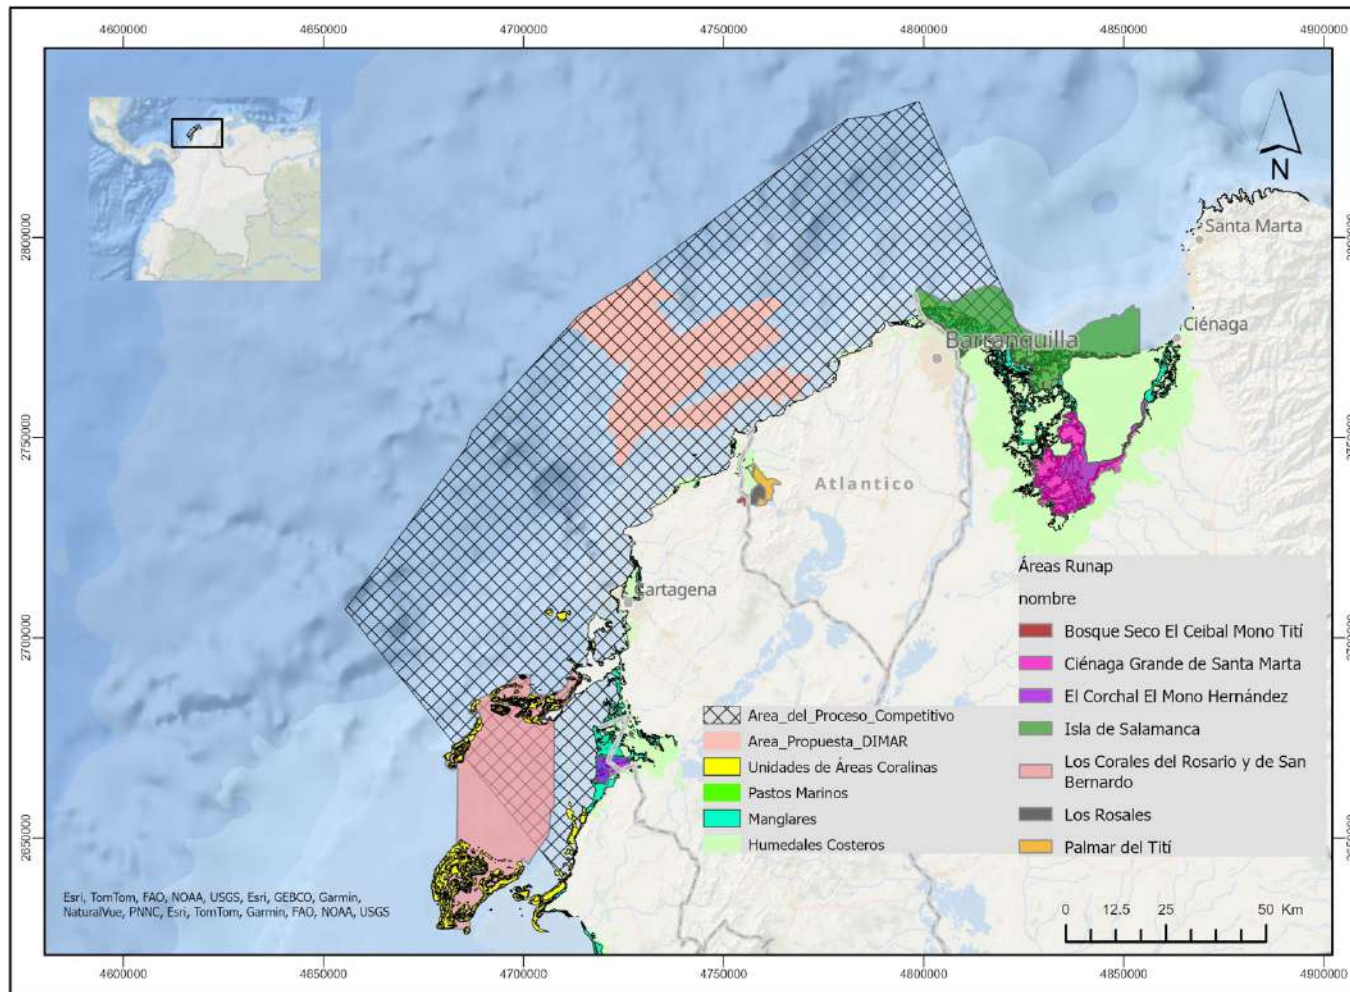 4600000 4650000 4700000 4750000 4800000 4850000 4900000
N
2800000 2800000
Santa Marta
Ciénaga
Barranquilla
2750000 2750000
Atlantico
Cartagena
2700000 2700000
2650000 2650000
Áreas Runap
nombre
Bosque Seco El Ceibal Mono Tití
Ciénaga Grande de Santa Marta
El Corchal El Mono Hernández
Isla de Salamanca
Los Corales del Rosario y de San
Bernardo
Los Rosales
Palmar del Tití
Area_del_Proceso_Competitivo
Area_Propuesta_DIMAR
Unidades de Áreas Coralinas
Pastos Marinos
Manglares
Humedales Costeros
Esri, TomTom, FAO, NOAA, USGS, Esri, GEBCO, Garmin,
NaturalVue, PNNC, Esri, TomTom, Garmin, FAO, NOAA, USGS
0 12.5 25 50 Km
4600000 4650000 4700000 4750000 4800000 4850000 4900000